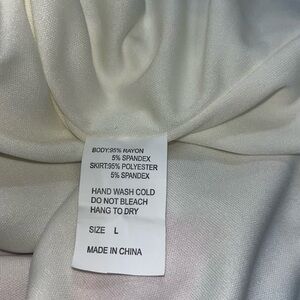 BODY:95% RAYON
5% SPANDEX
SKIRT:95% POLYESTER
5% SPANDEX
HAND WASH COLD
DO NOT BLEACH
HANG TO DRY
SIZE L
MADE IN CHINA